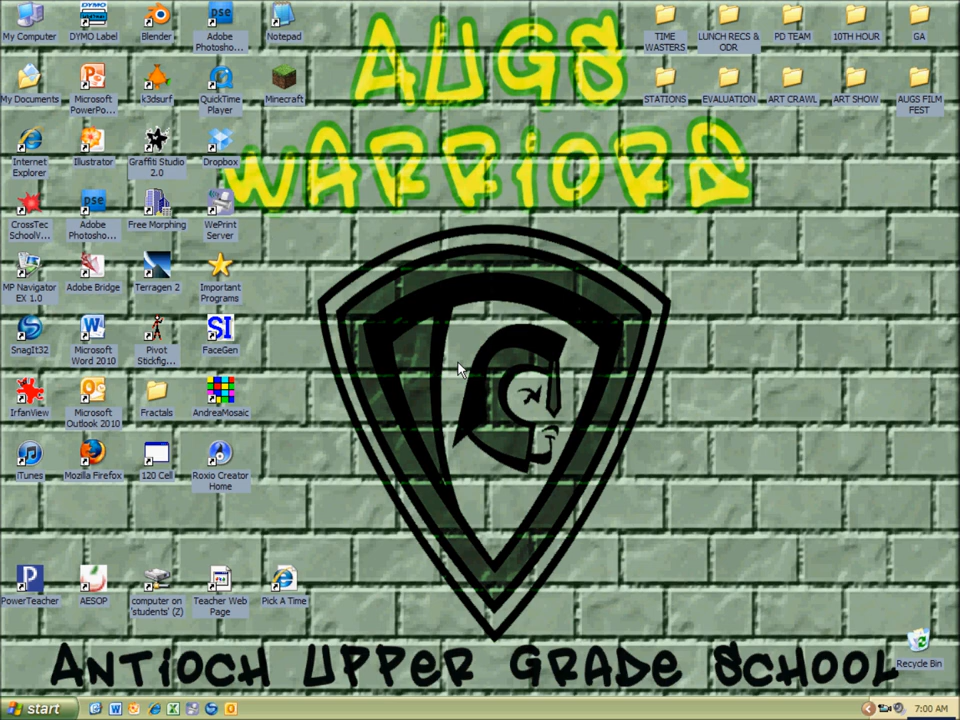 AUGS
WARRIORS
ANTIOCH UPPER GRADE SCHOOL
My Computer
DYMO Label
Blender
Adobe
Photosho...
Notepad
TIME
WASTERS
LUNCH RECS &
ODR
PD TEAM
10TH HOUR
GA
My Documents
Microsoft
PowerPo...
k3dsurf
QuickTime
Player
Minecraft
STATIONS
EVALUATION
ART CRAWL
ART SHOW
AUGS FILM
FEST
Internet
Explorer
Illustrator
Graffiti Studio
2.0
Dropbox
CrossTec
SchoolV...
Adobe
Photosho...
Free Morphing
WePrint
Server
MP Navigator
EX 1.0
Adobe Bridge
Terragen 2
Important
Programs
SnagIt32
Microsoft
Word 2010
Pivot
Stickfig...
FaceGen
IrfanView
Microsoft
Outlook 2010
Fractals
AndreaMosaic
iTunes
Mozilla Firefox
120 Cell
Roxio Creator
Home
PowerTeacher
AESOP
computer on
'students' (Z)
Teacher Web
Page
Pick A Time
Recycle Bin
start
7:00 AM